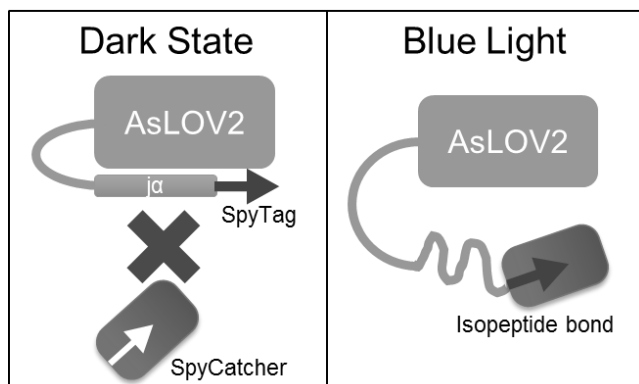 Dark State
AsLOV2
jα
SpyTag
SpyCatcher
Blue Light
AsLOV2
Isopeptide bond